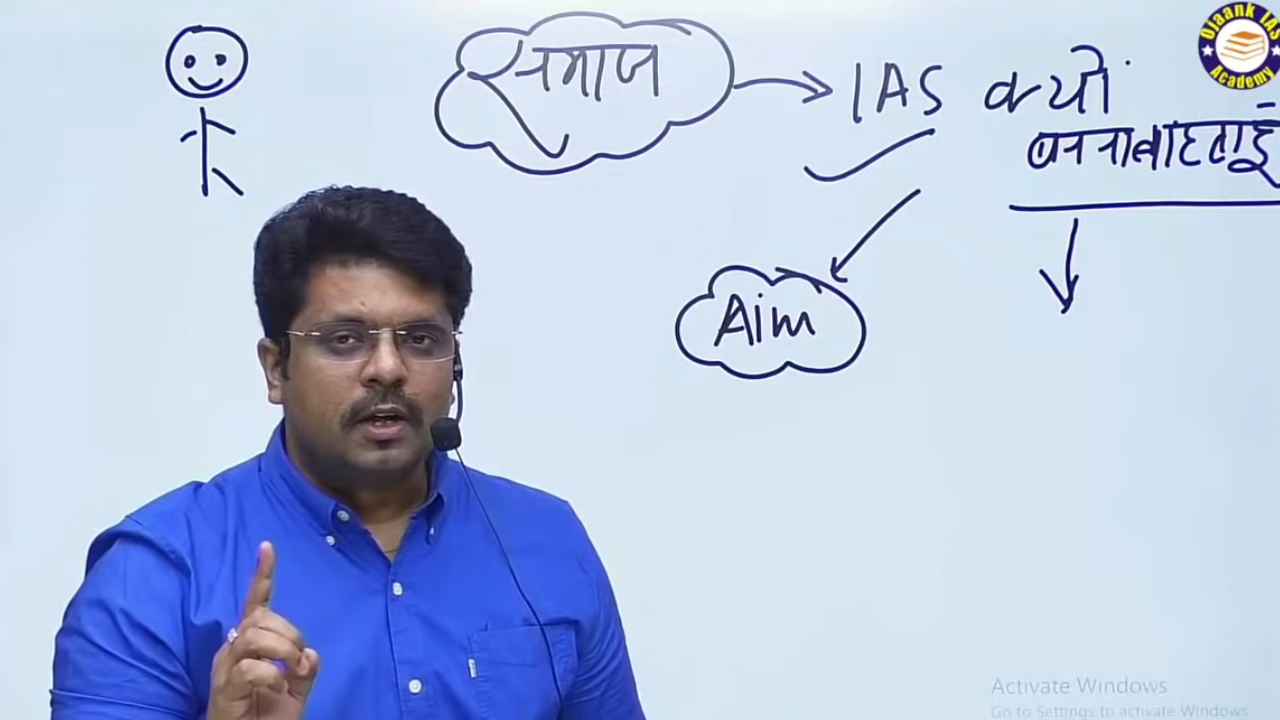 समाज
IAS क्यों
बनना चाहता हूं
Aim
Ojaank IAS
Academy
Activate Windows
Go to Settings to activate Windows.